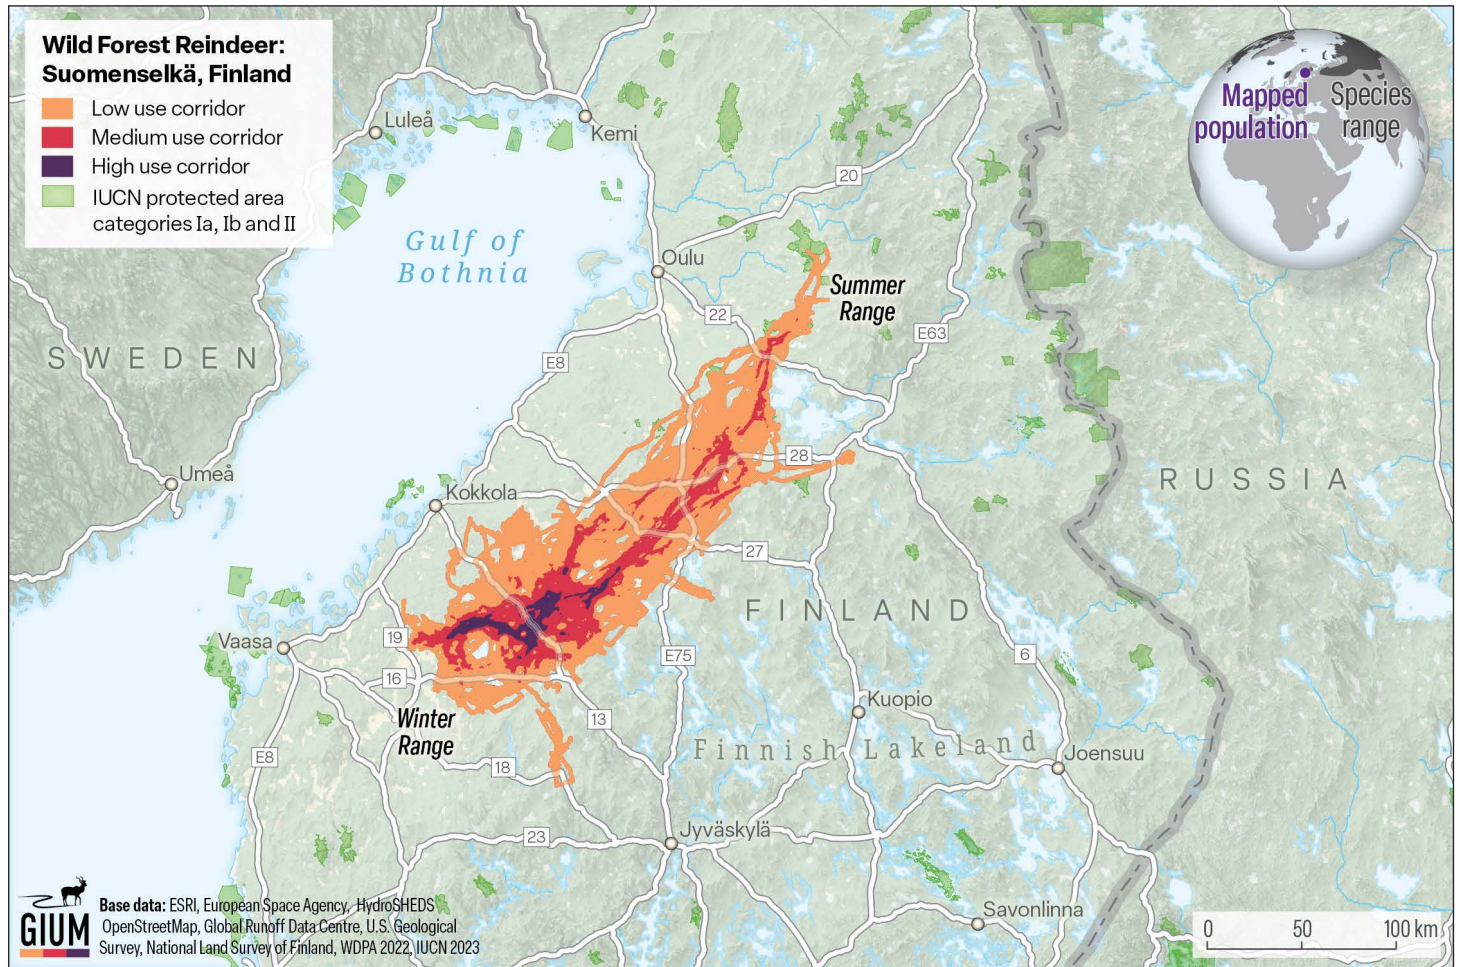 Wild Forest Reindeer:
Suomenselkä, Finland
Low use corridor
Medium use corridor
High use corridor
IUCN protected area
categories Ia, Ib and II
Mapped
population
Species
range
Luleå
Kemi
20
Gulf of
Bothnia
Oulu
Summer
Range
22
E63
SWEDEN
E8
28
Umeå
RUSSIA
Kokkola
27
FINLAND
Vaasa
19
E75
6
16
Kuopio
Winter
Range
13
Finnish Lakeland
E8
Joensuu
18
Jyväskylä
23
GIUM
Base data: ESRI, European Space Agency, HydroSHEDS
OpenStreetMap, Global Runoff Data Centre, U.S. Geological
Survey, National Land Survey of Finland, WDPA 2022, IUCN 2023
Savonlinna
0 50 100 km